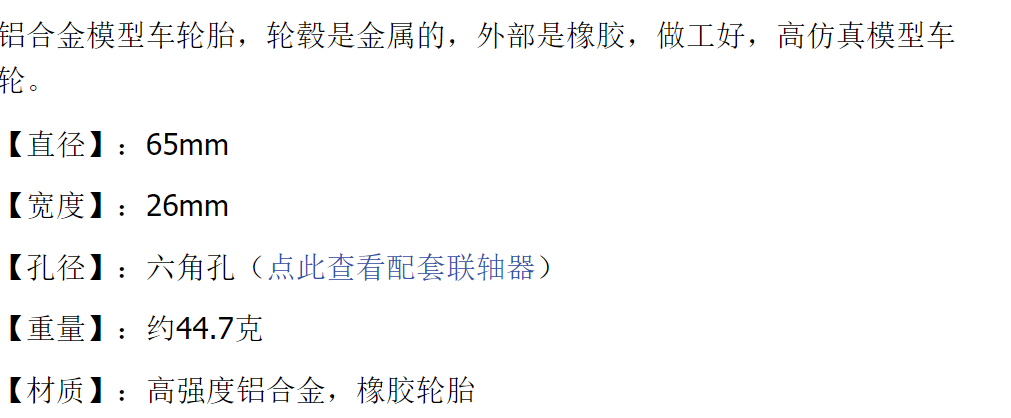 铝合金模型车轮胎，轮毂是金属的，外部是橡胶，做工好，高仿真模型车
轮。
【直径】：65mm
【宽度】：26mm
【孔径】：六角孔（点此查看配套联轴器）
【重量】：约44.7克
【材质】：高强度铝合金，橡胶轮胎